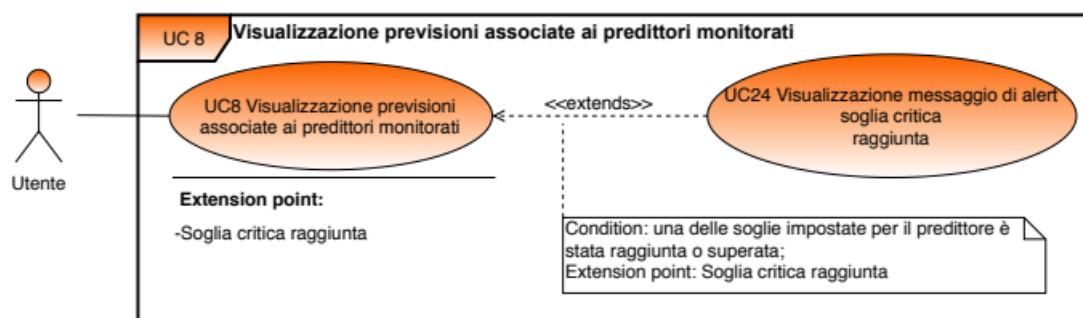 UC 8
Visualizzazione previsioni associate ai predittori monitorati
UC8 Visualizzazione previsioni
associate ai predittori monitorati
<<extends>>
UC24 Visualizzazione messaggio di alert
soglia critica
raggiunta
Utente
Extension point:
-Soglia critica raggiunta
Condition: una delle soglie impostate per il predittore è
stata raggiunta o superata;
Extension point: Soglia critica raggiunta